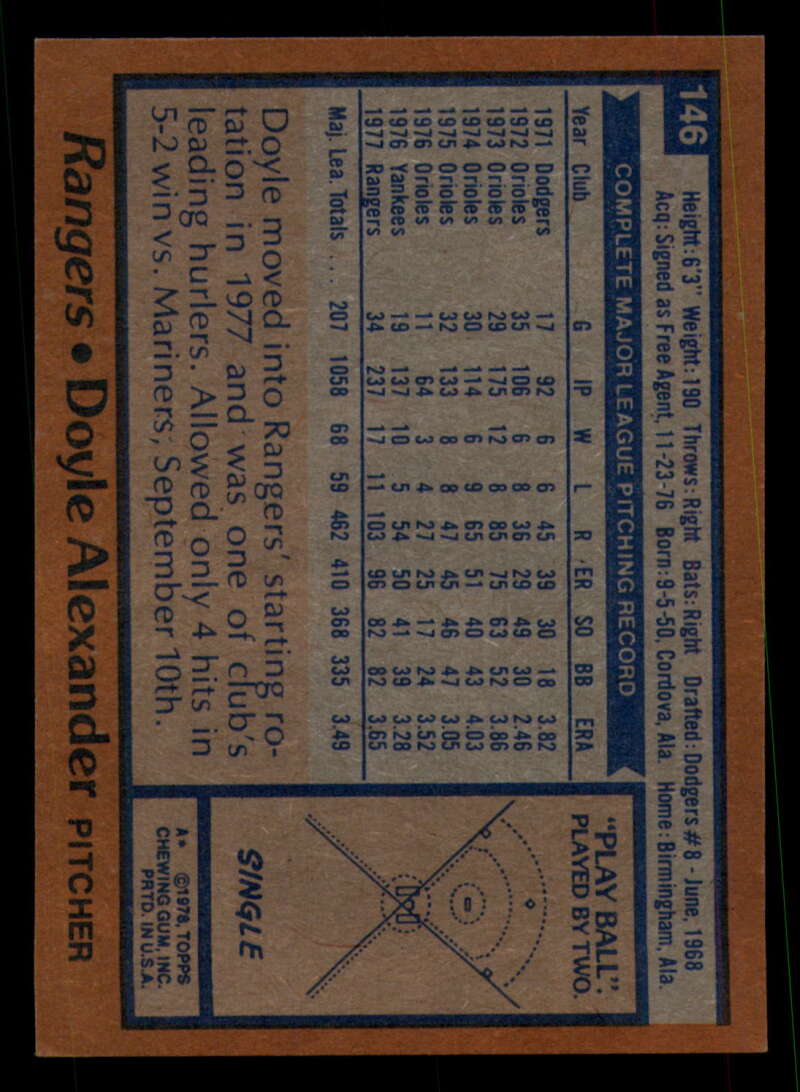 146
Height: 6'3" Weight: 190 Throws: Right Bats: Right Drafted: Dodgers #8 - June, 1968
Acq: Signed as Free Agent, 11-23-76 Born: 9-5-50, Cordova, Ala. Home: Birmingham, Ala.
COMPLETE MAJOR LEAGUE PITCHING RECORD
Year Club G IP W L R ER SO BB ERA
1971 Dodgers 17 92 6 6 45 39 30 18 3.82
1972 Orioles 35 106 6 8 36 29 49 30 2.46
1973 Orioles 29 175 12 8 85 75 63 52 3.86
1974 Orioles 30 114 6 9 65 51 40 43 4.03
1975 Orioles 32 133 8 8 47 45 46 47 3.05
1976 Orioles 11 64 3 4 27 25 17 24 3.52
1976 Yankees 19 137 10 5 54 50 41 39 3.28
1977 Rangers 34 237 17 11 103 96 82 82 3.65
Maj. Lea. Totals ... 207 1058 68 59 462 410 368 335 3.49
Doyle moved into Rangers' starting ro-
tation in 1977 and was one of club's
leading hurlers. Allowed only 4 hits in
5-2 win vs. Mariners, September 10th.
"PLAY BALL":
PLAYED BY TWO.
SINGLE
A* ©1978, TOPPS
CHEWING GUM, INC.
PRTD. IN U.S.A.
Rangers • Doyle Alexander PITCHER